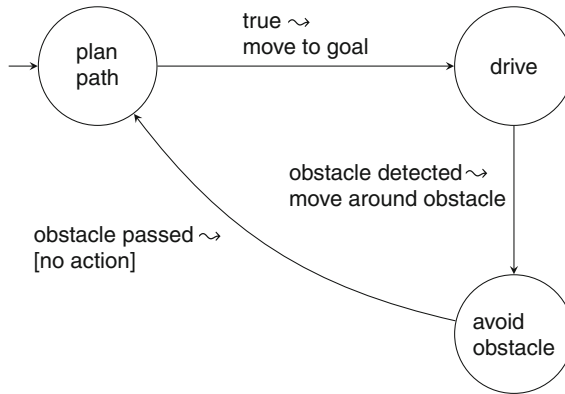 plan
path
true ⤳
move to goal
drive
obstacle detected ⤳
move around obstacle
obstacle passed ⤳
[no action]
avoid
obstacle